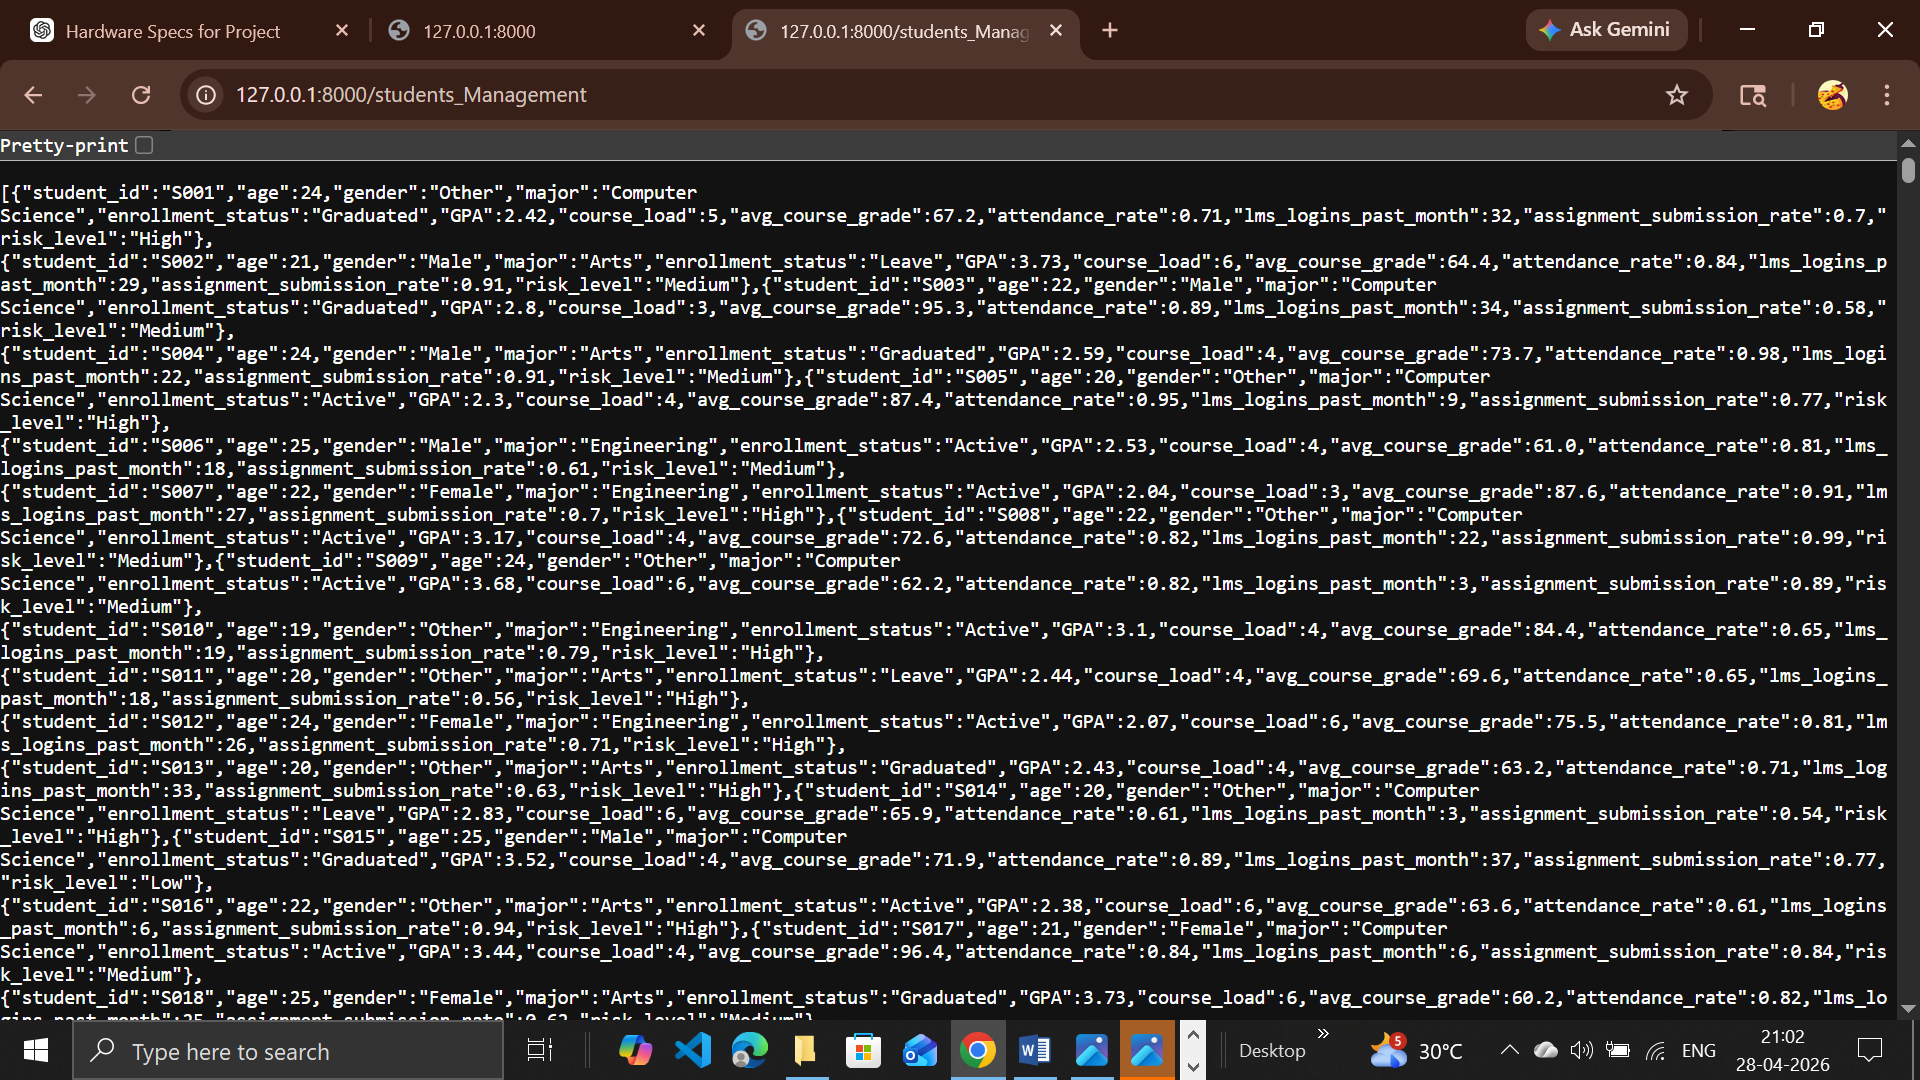 Hardware Specs for Project
127.0.0.1:8000
127.0.0.1:8000/students_Manag
Ask Gemini
127.0.0.1:8000/students_Management
Pretty-print
[{"student_id":"S001","age":24,"gender":"Other","major":"Computer
Science","enrollment_status":"Graduated","GPA":2.42,"course_load":5,"avg_course_grade":67.2,"attendance_rate":0.71,"lms_logins_past_month":32,"assignment_submission_rate":0.7,"
risk_level":"High"},
{"student_id":"S002","age":21,"gender":"Male","major":"Arts","enrollment_status":"Leave","GPA":3.73,"course_load":6,"avg_course_grade":64.4,"attendance_rate":0.84,"lms_logins_p
ast_month":29,"assignment_submission_rate":0.91,"risk_level":"Medium"},{"student_id":"S003","age":22,"gender":"Male","major":"Computer
Science","enrollment_status":"Graduated","GPA":2.8,"course_load":3,"avg_course_grade":95.3,"attendance_rate":0.89,"lms_logins_past_month":34,"assignment_submission_rate":0.58,"
risk_level":"Medium"},
{"student_id":"S004","age":24,"gender":"Male","major":"Arts","enrollment_status":"Graduated","GPA":2.59,"course_load":4,"avg_course_grade":73.7,"attendance_rate":0.98,"lms_logi
ns_past_month":22,"assignment_submission_rate":0.91,"risk_level":"Medium"},{"student_id":"S005","age":20,"gender":"Other","major":"Computer
Science","enrollment_status":"Active","GPA":2.3,"course_load":4,"avg_course_grade":87.4,"attendance_rate":0.95,"lms_logins_past_month":9,"assignment_submission_rate":0.77,"risk
_level":"High"},
{"student_id":"S006","age":25,"gender":"Male","major":"Engineering","enrollment_status":"Active","GPA":2.53,"course_load":4,"avg_course_grade":61.0,"attendance_rate":0.81,"lms_
logins_past_month":18,"assignment_submission_rate":0.61,"risk_level":"Medium"},
{"student_id":"S007","age":22,"gender":"Female","major":"Engineering","enrollment_status":"Active","GPA":2.04,"course_load":3,"avg_course_grade":87.6,"attendance_rate":0.91,"lm
s_logins_past_month":27,"assignment_submission_rate":0.7,"risk_level":"High"},{"student_id":"S008","age":22,"gender":"Other","major":"Computer
Science","enrollment_status":"Active","GPA":3.17,"course_load":4,"avg_course_grade":72.6,"attendance_rate":0.82,"lms_logins_past_month":22,"assignment_submission_rate":0.99,"ri
sk_level":"Medium"},{"student_id":"S009","age":24,"gender":"Other","major":"Computer
Science","enrollment_status":"Active","GPA":3.68,"course_load":6,"avg_course_grade":62.2,"attendance_rate":0.82,"lms_logins_past_month":3,"assignment_submission_rate":0.89,"ris
k_level":"Medium"},
{"student_id":"S010","age":19,"gender":"Other","major":"Engineering","enrollment_status":"Active","GPA":3.1,"course_load":4,"avg_course_grade":84.4,"attendance_rate":0.65,"lms_
logins_past_month":19,"assignment_submission_rate":0.79,"risk_level":"High"},
{"student_id":"S011","age":20,"gender":"Other","major":"Arts","enrollment_status":"Leave","GPA":2.44,"course_load":4,"avg_course_grade":69.6,"attendance_rate":0.65,"lms_logins_
past_month":18,"assignment_submission_rate":0.56,"risk_level":"High"},
{"student_id":"S012","age":24,"gender":"Female","major":"Engineering","enrollment_status":"Active","GPA":2.07,"course_load":6,"avg_course_grade":75.5,"attendance_rate":0.81,"lm
s_logins_past_month":26,"assignment_submission_rate":0.71,"risk_level":"High"},
{"student_id":"S013","age":20,"gender":"Other","major":"Arts","enrollment_status":"Graduated","GPA":2.43,"course_load":4,"avg_course_grade":63.2,"attendance_rate":0.71,"lms_log
ins_past_month":33,"assignment_submission_rate":0.63,"risk_level":"High"},{"student_id":"S014","age":20,"gender":"Other","major":"Computer
Science","enrollment_status":"Leave","GPA":2.83,"course_load":6,"avg_course_grade":65.9,"attendance_rate":0.61,"lms_logins_past_month":3,"assignment_submission_rate":0.54,"risk
_level":"High"},{"student_id":"S015","age":25,"gender":"Male","major":"Computer
Science","enrollment_status":"Graduated","GPA":3.52,"course_load":4,"avg_course_grade":71.9,"attendance_rate":0.89,"lms_logins_past_month":37,"assignment_submission_rate":0.77,
"risk_level":"Low"},
{"student_id":"S016","age":22,"gender":"Other","major":"Arts","enrollment_status":"Active","GPA":2.38,"course_load":6,"avg_course_grade":63.6,"attendance_rate":0.61,"lms_logins
_past_month":6,"assignment_submission_rate":0.94,"risk_level":"High"},{"student_id":"S017","age":21,"gender":"Female","major":"Computer
Science","enrollment_status":"Active","GPA":3.44,"course_load":4,"avg_course_grade":96.4,"attendance_rate":0.84,"lms_logins_past_month":6,"assignment_submission_rate":0.84,"ris
k_level":"Medium"},
{"student_id":"S018","age":25,"gender":"Female","major":"Arts","enrollment_status":"Graduated","GPA":3.73,"course_load":6,"avg_course_grade":60.2,"attendance_rate":0.82,"lms_lo
gins_past_month":25,"assignment_submission_rate":0.62,"risk_level":"Medium"}
Type here to search
Desktop
5
30°C
ENG
21:02
28-04-2026